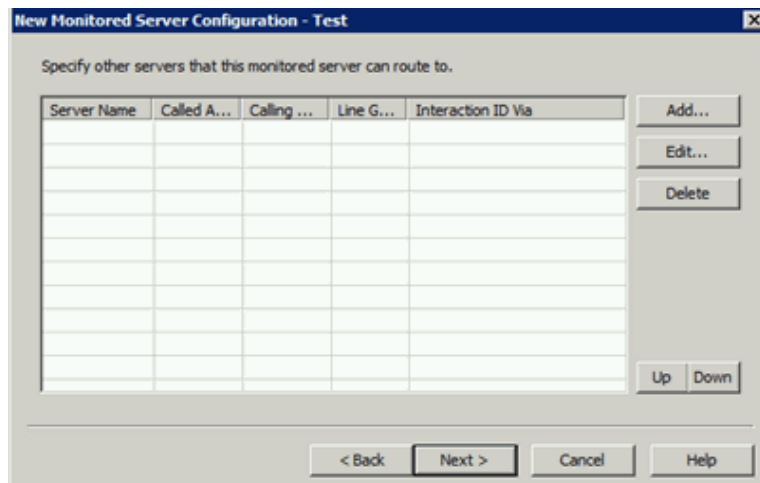 New Monitored Server Configuration - Test
Specify other servers that this monitored server can route to.
Server Name Called A... Calling ... Line G... Interaction ID Via
Add...
Edit...
Delete
Up Down
< Back Next > Cancel Help